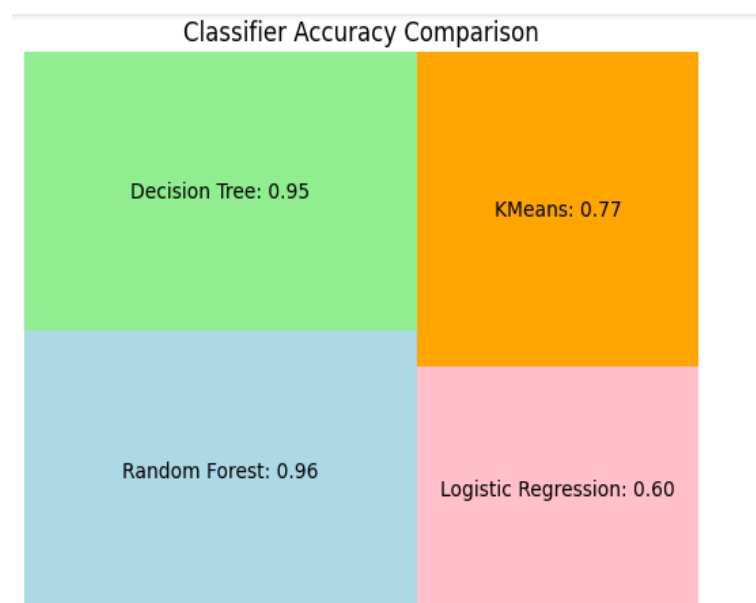 Classifier Accuracy Comparison
Decision Tree: 0.95
KMeans: 0.77
Random Forest: 0.96
Logistic Regression: 0.60